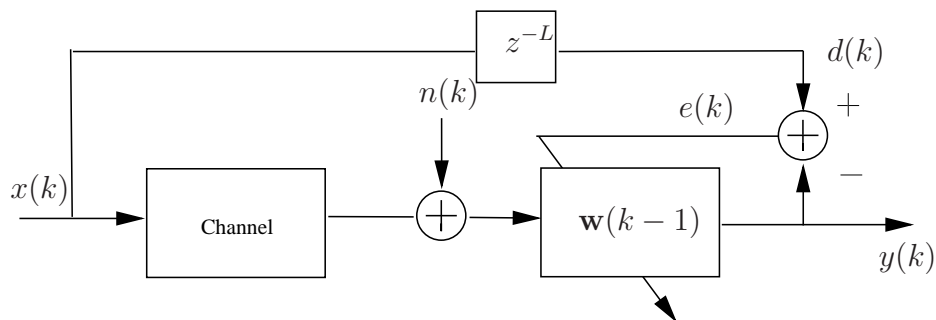 z^{-L}
d(k)
n(k)
e(k)
+
+
x(k)
−
Channel
+
w(k − 1)
y(k)